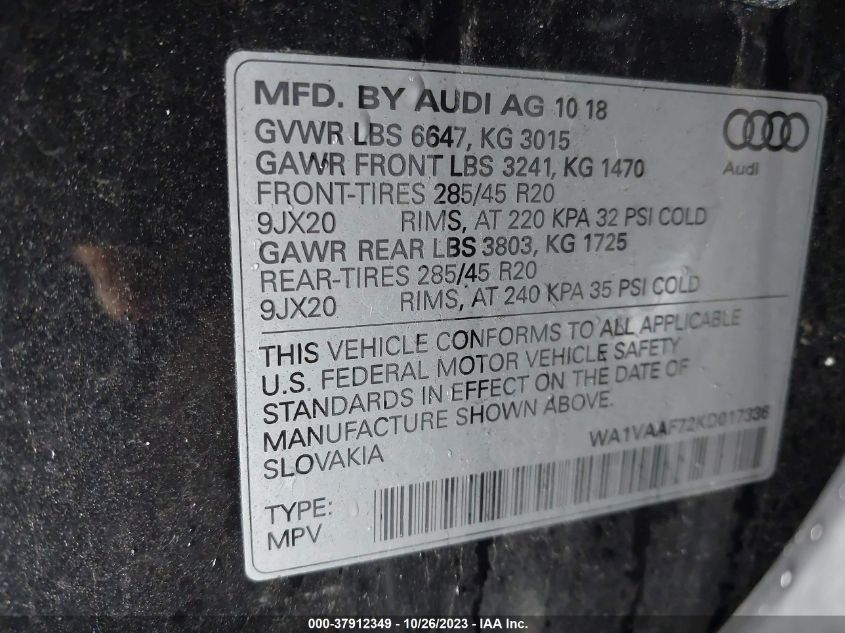 MFD. BY AUDI AG 10 18
GVWR LBS 6647, KG 3015
GAWR FRONT LBS 3241, KG 1470
FRONT-TIRES 285/45 R20
9JX20 RIMS, AT 220 KPA 32 PSI COLD
GAWR REAR LBS 3803, KG 1725
REAR-TIRES 285/45 R20
9JX20 RIMS, AT 240 KPA 35 PSI COLD
Audi
THIS VEHICLE CONFORMS TO ALL APPLICABLE
U.S. FEDERAL MOTOR VEHICLE SAFETY
STANDARDS IN EFFECT ON THE DATE OF
MANUFACTURE SHOWN ABOVE.
SLOVAKIA
WA1VAAF72KD017336
TYPE:
MPV
000-37912349 - 10/26/2023 - IAA Inc.